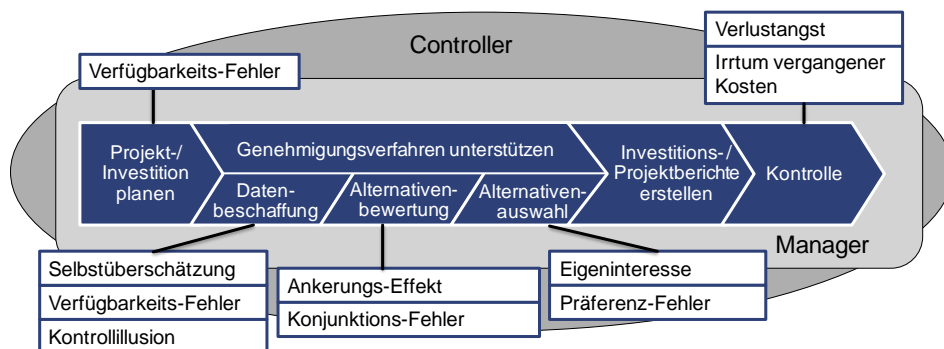 Controller
Verlustangst
Irrtum vergangener
Kosten
Verfügbarkeits-Fehler
Projekt-/
Investition
planen
Genehmigungsverfahren unterstützen
Daten-
beschaffung
Alternativen-
bewertung
Alternativen-
auswahl
Investitions-/
Projektberichte
erstellen
Kontrolle
Manager
Selbstüberschätzung
Verfügbarkeits-Fehler
Kontrollillusion
Ankerungs-Effekt
Konjunktions-Fehler
Eigeninteresse
Präferenz-Fehler